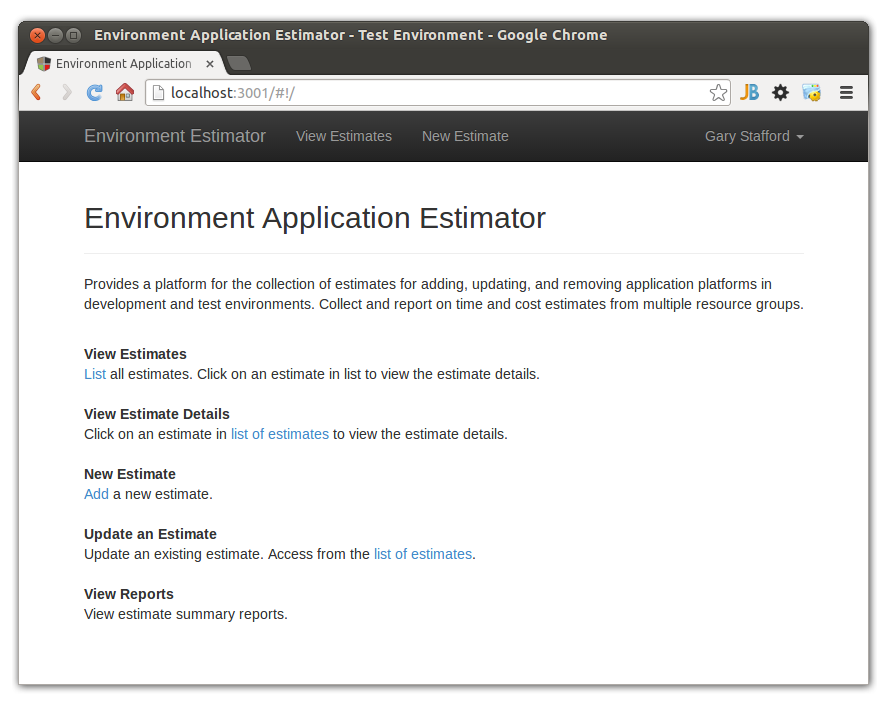 Environment Application Estimator - Test Environment - Google Chrome
Environment Application
localhost:3001/#!/
JB
Environment Estimator View Estimates New Estimate Gary Stafford
Environment Application Estimator
Provides a platform for the collection of estimates for adding, updating, and removing application platforms in
development and test environments. Collect and report on time and cost estimates from multiple resource groups.
View Estimates
List all estimates. Click on an estimate in list to view the estimate details.
View Estimate Details
Click on an estimate in list of estimates to view the estimate details.
New Estimate
Add a new estimate.
Update an Estimate
Update an existing estimate. Access from the list of estimates.
View Reports
View estimate summary reports.